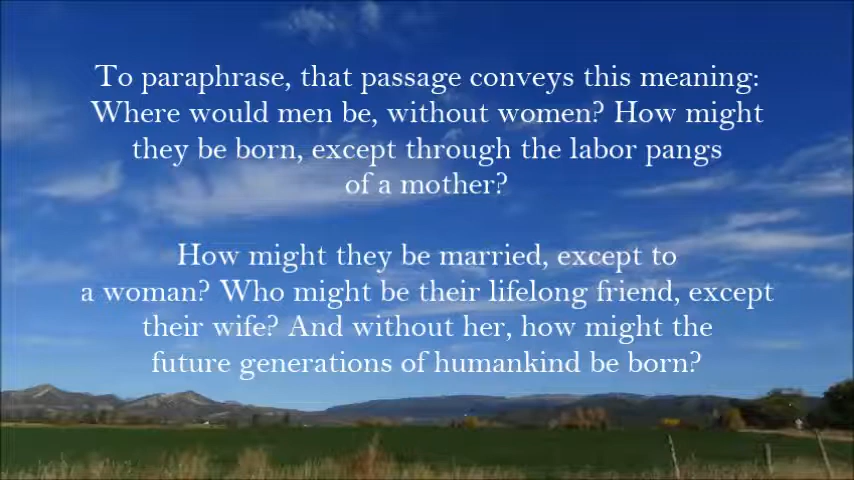 To paraphrase, that passage conveys this meaning:
Where would men be, without women? How might
they be born, except through the labor pangs
of a mother?
How might they be married, except to
a woman? Who might be their lifelong friend, except
their wife? And without her, how might the
future generations of humankind be born?